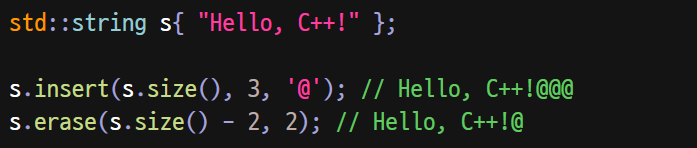 std::string s{ "Hello, C++!" };
s.insert(s.size(), 3, '@'); // Hello, C++!@@@
s.erase(s.size() - 2, 2); // Hello, C++!@